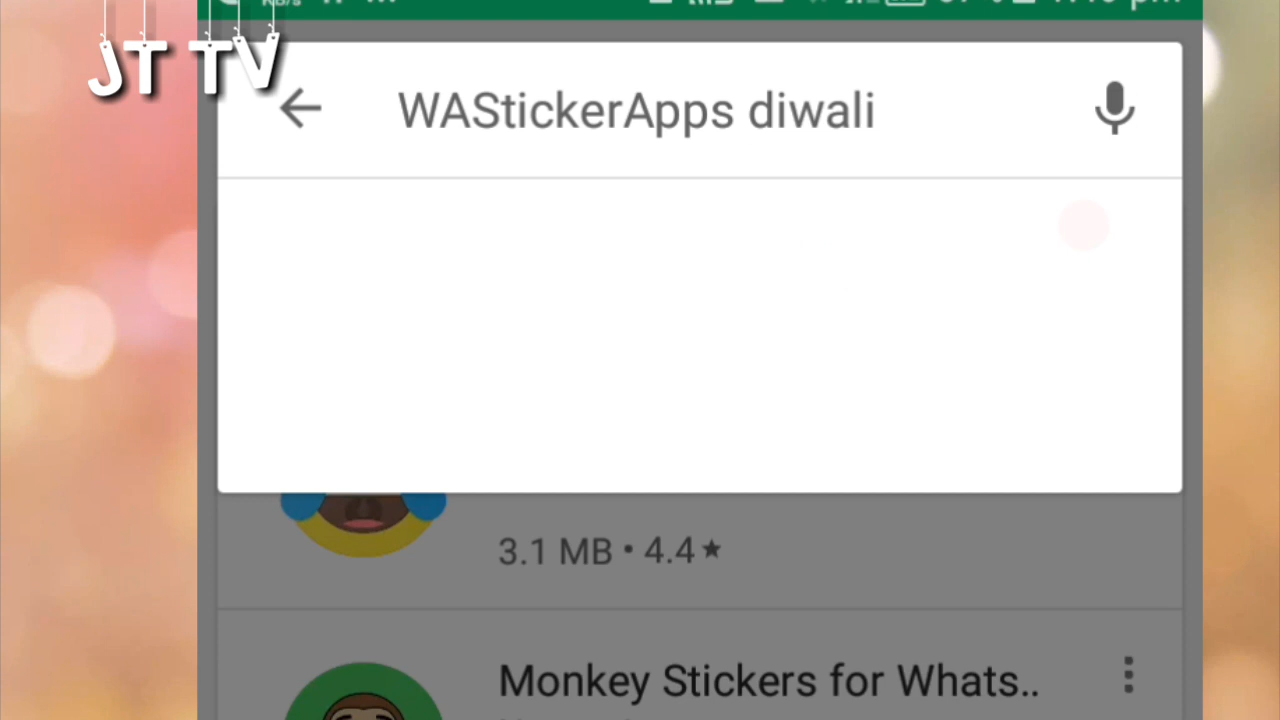 JT TV
WAStickerApps diwali
3.1 MB • 4.4 ★
Monkey Stickers for Whats..